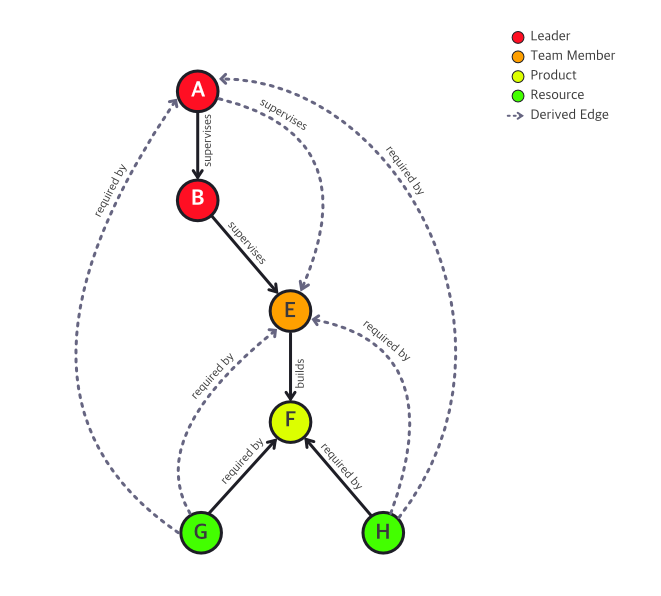 Leader
Team Member
Product
Resource
Derived Edge
A
supervises
supervises
required by
required by
B
supervises
E
required by
required by
builds
F
required by
required by
G
H